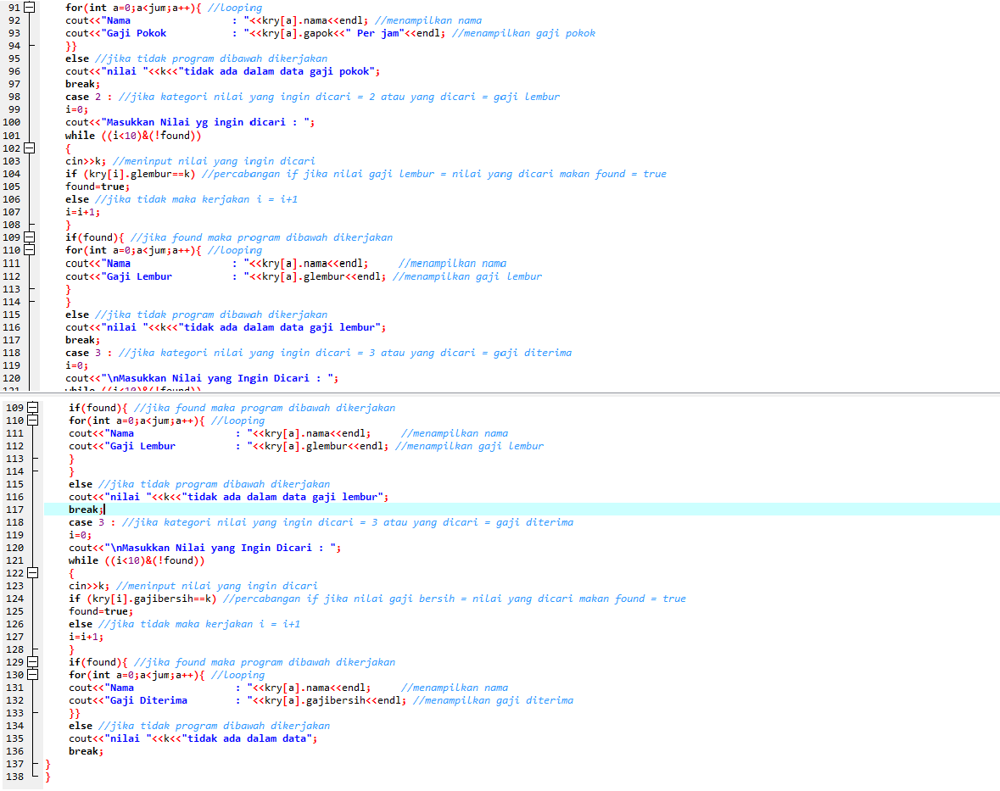 91 for(int a=0;a<jum;a++){ //looping
92 cout<<"Nama : "<<kry[a].nama<<endl; //menampilkan nama
93 cout<<"Gaji Pokok : "<<kry[a].gapok<<" Per jam"<<endl; //menampilkan gaji pokok
94 }}
95 else //jika tidak program dibawah dikerjakan
96 cout<<"nilai "<<k<<"tidak ada dalam data gaji pokok";
97 break;
98 case 2 : //jika kategori nilai yang ingin dicari = 2 atau yang dicari = gaji lembur
99 i=0;
100 cout<<"Masukkan Nilai yg ingin dicari : ";
101 while ((i<10)&(!found))
102 {
103 cin>>k; //meninput nilai yang ingin dicari
104 if (kry[i].glembur==k) //percabangan if jika nilai gaji lembur = nilai yang dicari makan found = true
105 found=true;
106 else //jika tidak maka kerjakan i = i+1
107 i=i+1;
108 }
109 if(found){ //jika found maka program dibawah dikerjakan
110 for(int a=0;a<jum;a++){ //looping
111 cout<<"Nama : "<<kry[a].nama<<endl; //menampilkan nama
112 cout<<"Gaji Lembur : "<<kry[a].glembur<<endl; //menampilkan gaji lembur
113 }
114 }
115 else //jika tidak program dibawah dikerjakan
116 cout<<"nilai "<<k<<"tidak ada dalam data gaji lembur";
117 break;
118 case 3 : //jika kategori nilai yang ingin dicari = 3 atau yang dicari = gaji diterima
119 i=0;
120 cout<<"\nMasukkan Nilai yang Ingin Dicari : ";
121 while ((i<10)&(!found))
109 if(found){ //jika found maka program dibawah dikerjakan
110 for(int a=0;a<jum;a++){ //looping
111 cout<<"Nama : "<<kry[a].nama<<endl; //menampilkan nama
112 cout<<"Gaji Lembur : "<<kry[a].glembur<<endl; //menampilkan gaji lembur
113 }
114 }
115 else //jika tidak program dibawah dikerjakan
116 cout<<"nilai "<<k<<"tidak ada dalam data gaji lembur";
117 break;
118 case 3 : //jika kategori nilai yang ingin dicari = 3 atau yang dicari = gaji diterima
119 i=0;
120 cout<<"\nMasukkan Nilai yang Ingin Dicari : ";
121 while ((i<10)&(!found))
122 {
123 cin>>k; //meninput nilai yang ingin dicari
124 if (kry[i].gajibersih==k) //percabangan if jika nilai gaji bersih = nilai yang dicari makan found = true
125 found=true;
126 else //jika tidak maka kerjakan i = i+1
127 i=i+1;
128 }
129 if(found){ //jika found maka program dibawah dikerjakan
130 for(int a=0;a<jum;a++){ //looping
131 cout<<"Nama : "<<kry[a].nama<<endl; //menampilkan nama
132 cout<<"Gaji Diterima : "<<kry[a].gajibersih<<endl; //menampilkan gaji diterima
133 }}
134 else //jika tidak program dibawah dikerjakan
135 cout<<"nilai "<<k<<"tidak ada dalam data";
136 break;
137 }
138 }